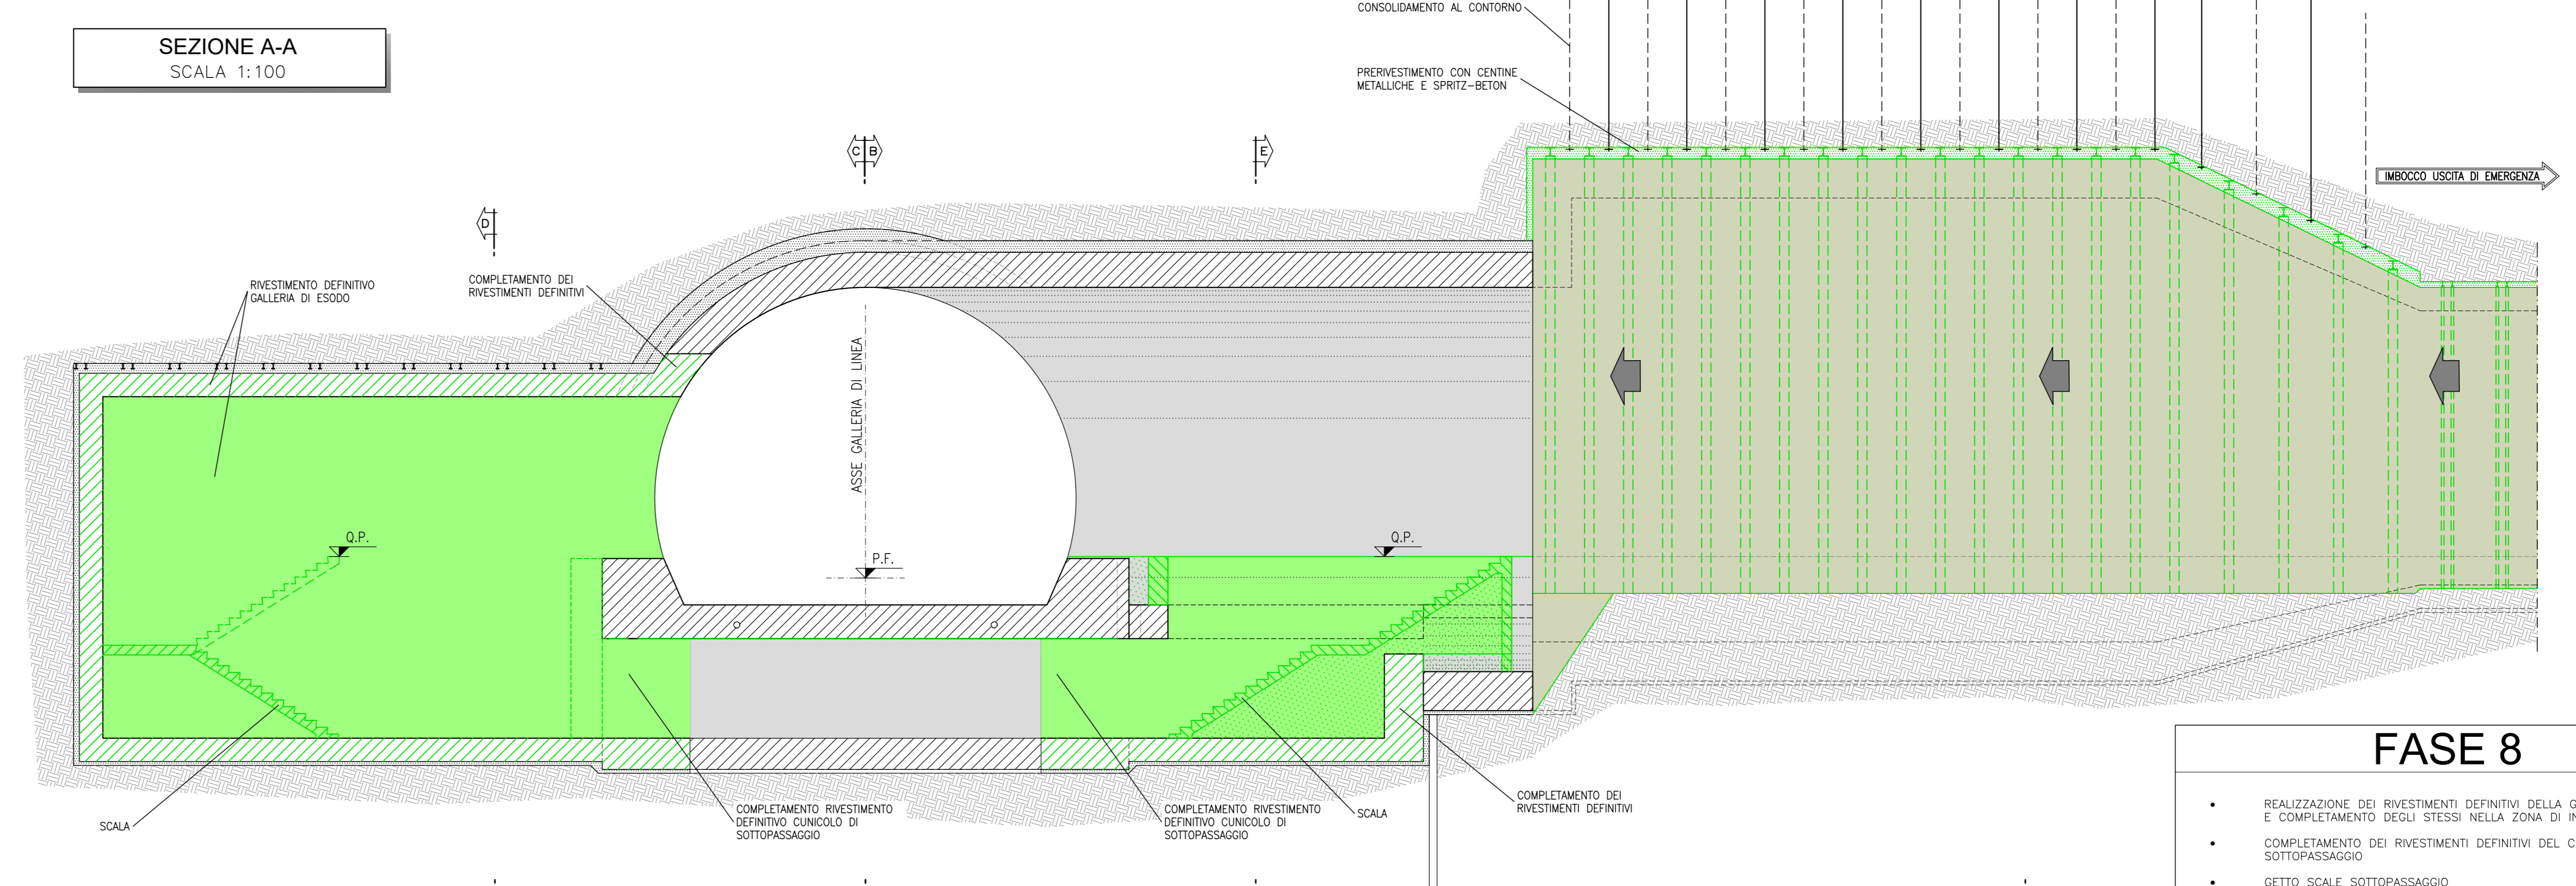 CONSOLIDAMENTO AL CONTORNO
SEZIONE A-A
SCALA 1:100
PRERIVESTIMENTO CON CENTINE
METALLICHE E SPRITZ-BETON
C B
E
IMBOCCO USCITA DI EMERGENZA
D
RIVESTIMENTO DEFINITIVO
GALLERIA DI ESODO
COMPLETAMENTO DEI
RIVESTIMENTI DEFINITIVI
ASSE GALLERIA DI LINEA
Q.P.
P.F.
Q.P.
FASE 8
COMPLETAMENTO RIVESTIMENTO
DEFINITIVO CUNICOLO DI
SOTTOPASSAGGIO
COMPLETAMENTO RIVESTIMENTO
DEFINITIVO CUNICOLO DI
SOTTOPASSAGGIO
SCALA
COMPLETAMENTO DEI
RIVESTIMENTI DEFINITIVI
SCALA
• REALIZZAZIONE DEI RIVESTIMENTI DEFINITIVI DELLA
E COMPLETAMENTO DEGLI STESSI NELLA ZONA DI
• COMPLETAMENTO DEI RIVESTIMENTI DEFINITIVI DEL
SOTTOPASSAGGIO
• GETTO SCALE SOTTOPASSAGGIO